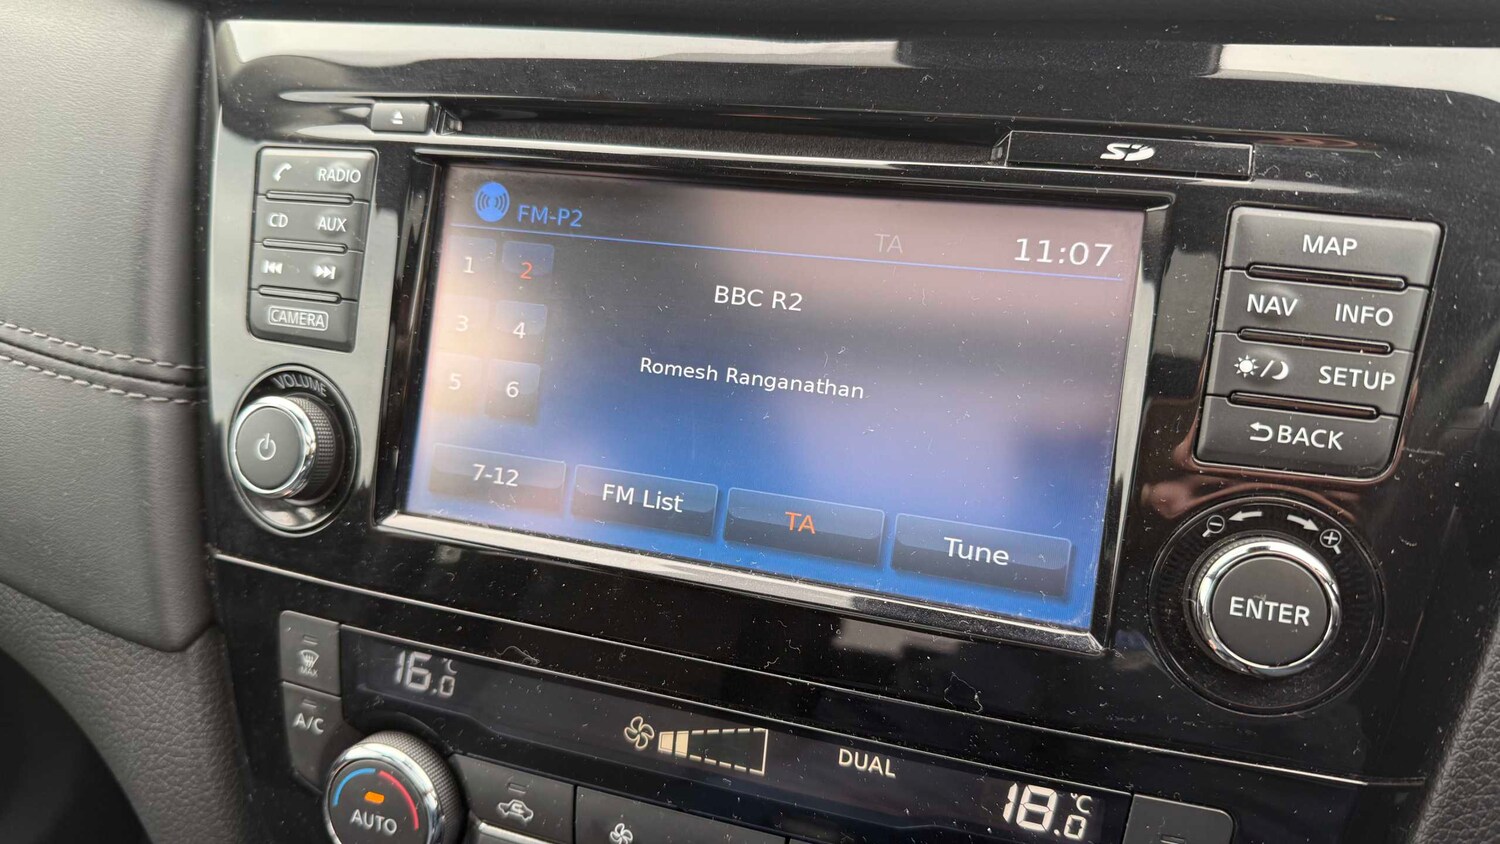 RADIO
CD AUX
CAMERA
VOLUME
SD
FM-P2
TA 11:07
1 2
3 4
5 6
BBC R2
Romesh Ranganathan
7-12 FM List TA Tune
MAP
NAV INFO
SETUP
BACK
ENTER
MAX
A/C
16.0 °C
DUAL
18.0 °C
AUTO